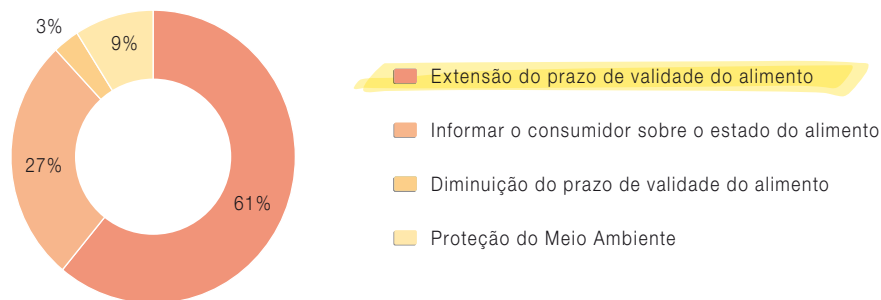 3%
9%
27%
61%
Extensão do prazo de validade do alimento
Informar o consumidor sobre o estado do alimento
Diminuição do prazo de validade do alimento
Proteção do Meio Ambiente